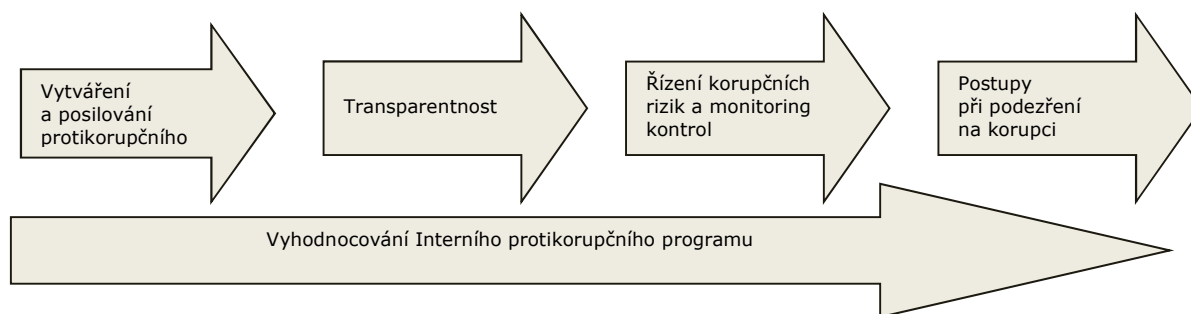 Vytváření
a posilování
protikorupčního
Transparentnost
Řízení korupčních
rizik a monitoring
kontrol
Postupy
při podezření
na korupci
Vyhodnocování Interního protikorupčního programu